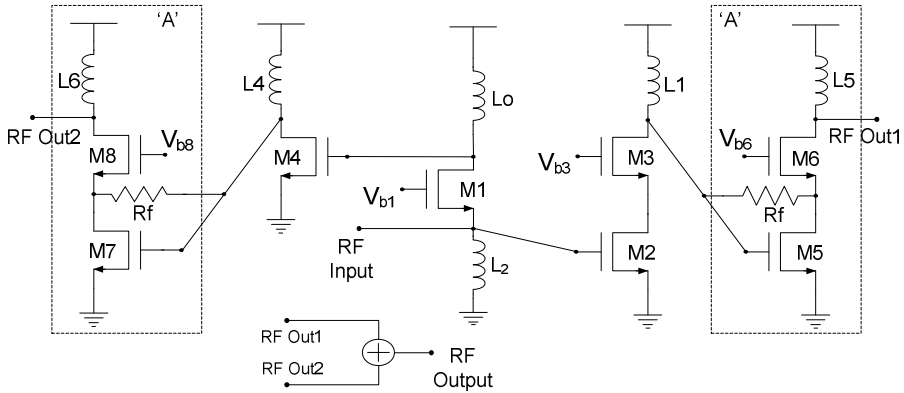 'A'
'A'
L6
L4
Lo
L1
L5
RF Out2
Vb8
M8
M4
M1
Vb1
Vb3
M3
Vb6
M6
RF Out1
Rf
Rf
M7
RF
Input
L2
M2
M5
RF Out1
RF Out2
RF
Output